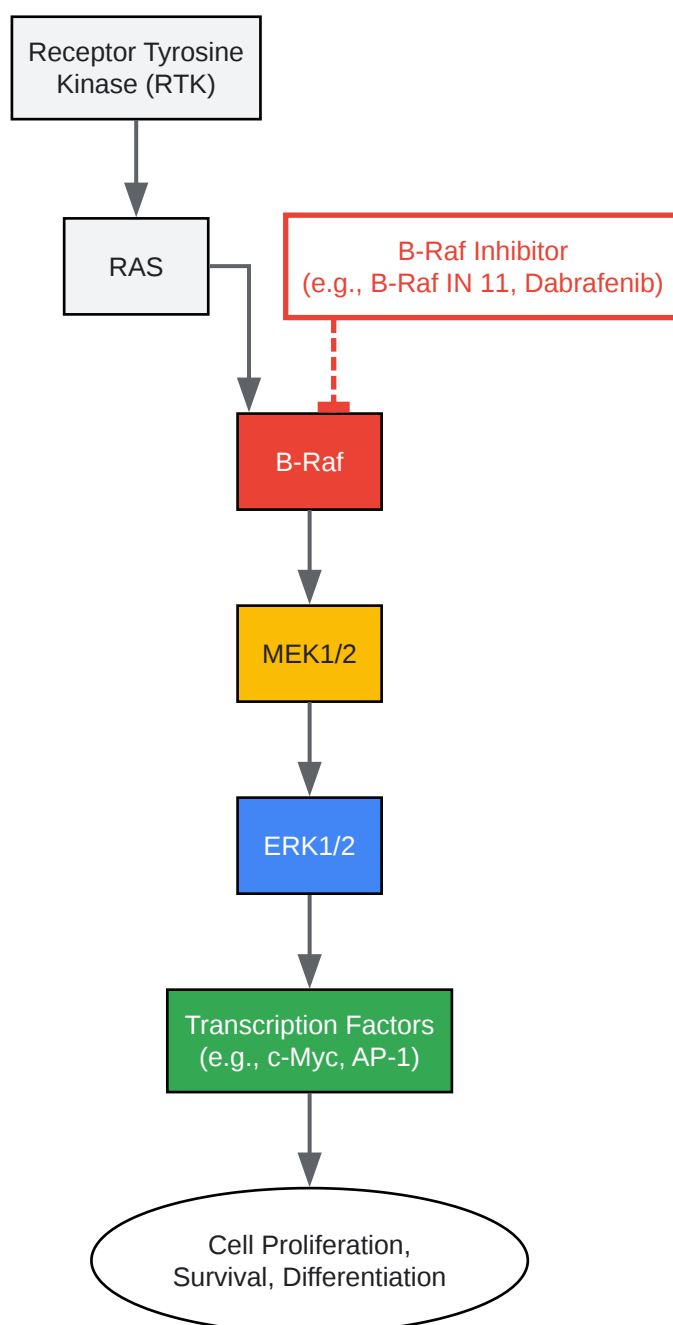 Receptor Tyrosine
Kinase (RTK)
RAS
B-Raf Inhibitor
(e.g., B-Raf IN 11, Dabrafenib)
B-Raf
MEK1/2
ERK1/2
Transcription Factors
(e.g., c-Myc, AP-1)
Cell Proliferation,
Survival, Differentiation